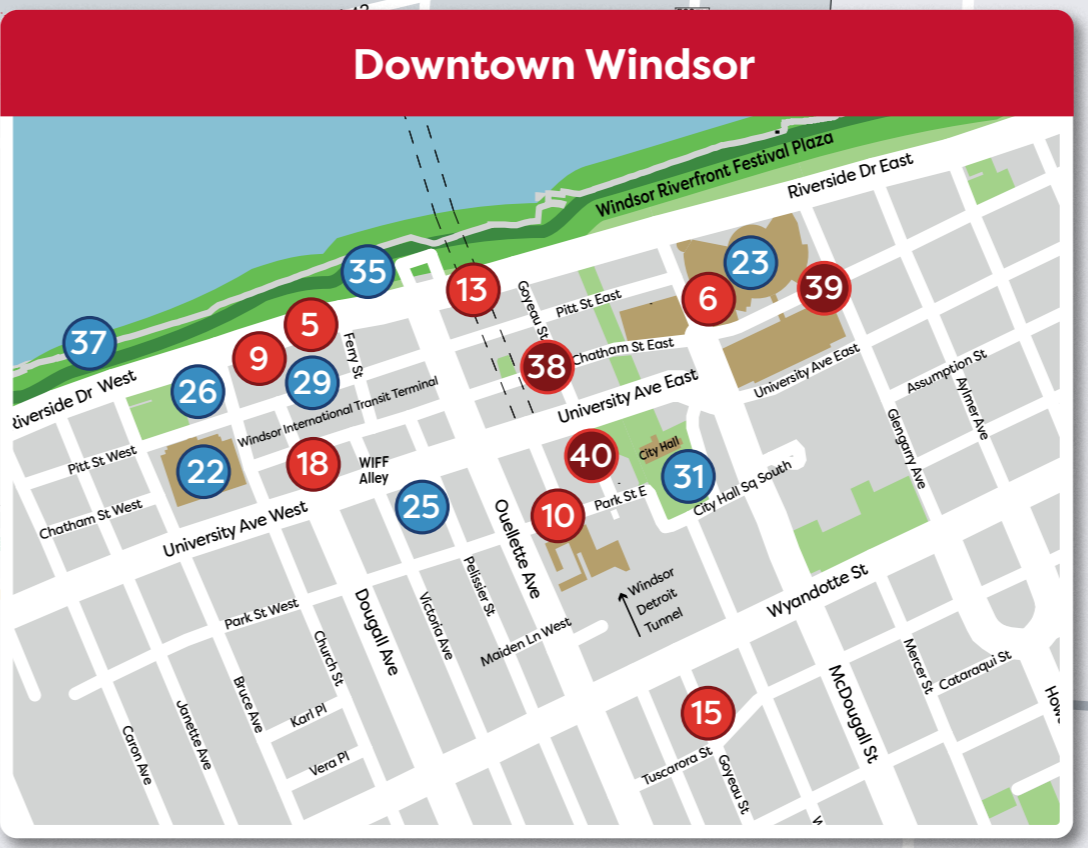 Downtown Windsor
Windsor Riverfront Festival Plaza
Riverside Dr East
23
35
13
6
39
Goyeau St
Pitt St East
5
37
Ferry St
9
38
Chatham St East
26
29
University Ave East
University Ave East
Assumption St
Aylmer Ave
Riverside Dr West
Windsor International Transit Terminal
Glengarry Ave
Pitt St West
22
18
WIFF
Alley
40
City Hall
31
City Hall Sq South
Chatham St West
25
Park St E
University Ave West
10
Ouellette Ave
Windsor
Detroit
Tunnel
Wyandotte St
Pelissier St
Park St West
Dougall Ave
Victoria Ave
Maiden Ln West
Church St
Mercer St
Cataraqui St
McDougall St
Bruce Ave
Karl Pl
15
Janette Ave
Caron Ave
Vera Pl
Tuscarora St
Goyeau St